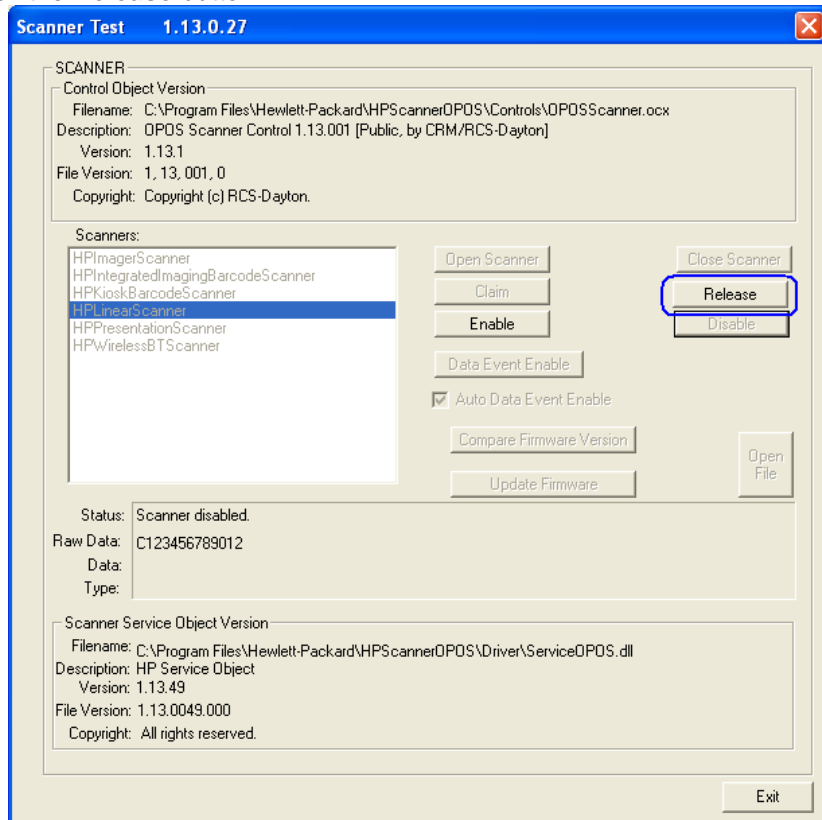 Scanner Test 1.13.0.27
SCANNER
Control Object Version
Filename: C:\Program Files\Hewlett-Packard\HPScannerOPOS\Controls\OPOSScanner.ocx
Description: OPOS Scanner Control 1.13.001 [Public, by CRM/RCS-Dayton]
Version: 1.13.1
File Version: 1, 13, 001, 0
Copyright: Copyright (c) RCS-Dayton.
Scanners:
HPImagerScanner
HPIntegratedImagingBarcodeScanner
HPKioskBarcodeScanner
HPLinearScanner
HPPresentationScanner
HPWirelessBTScanner
Open Scanner
Close Scanner
Claim
Release
Enable
Disable
Data Event Enable
Auto Data Event Enable
Compare Firmware Version
Update Firmware
Open
File
Status: Scanner disabled.
Raw Data: C123456789012
Data:
Type:
Scanner Service Object Version
Filename: C:\Program Files\Hewlett-Packard\HPScannerOPOS\Driver\ServiceOPOS.dll
Description: HP Service Object
Version: 1.13.49
File Version: 1.13.0049.000
Copyright: All rights reserved.
Exit